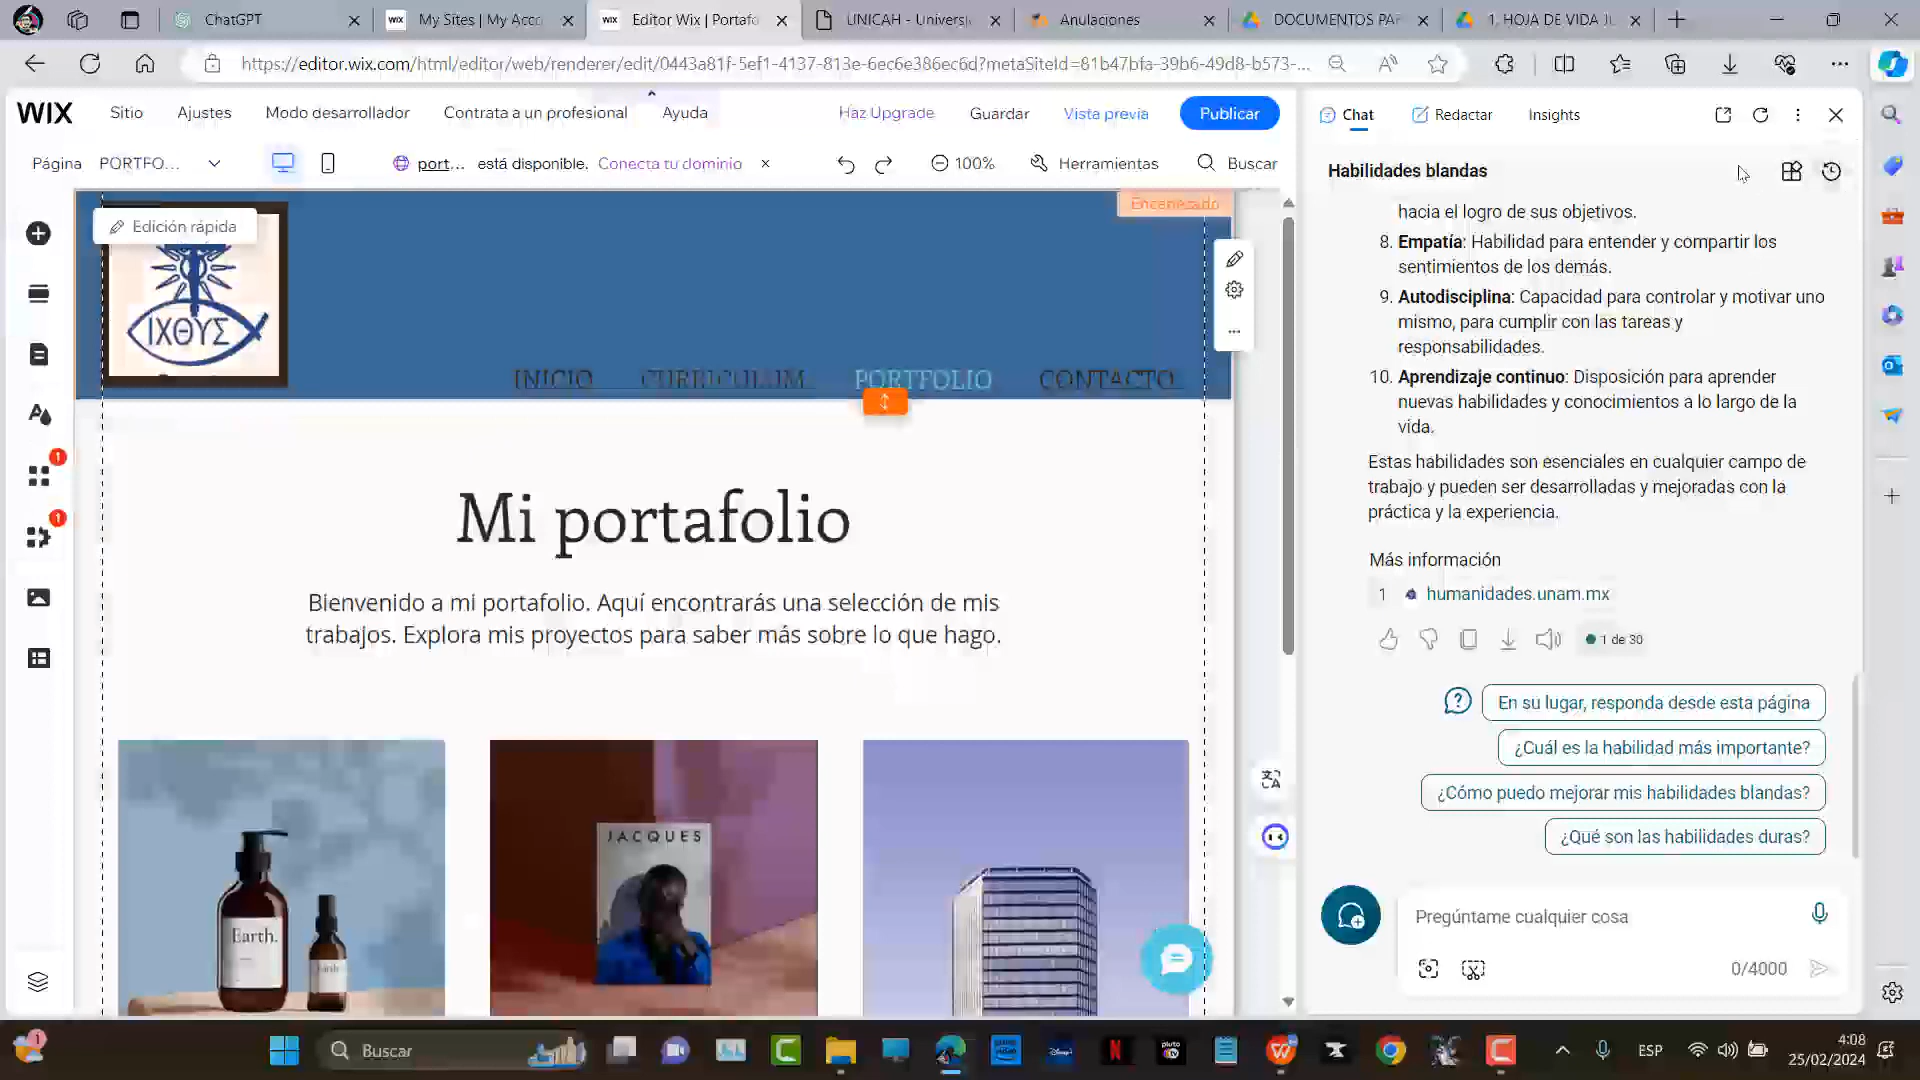 ChatGPT
My Sites | My Acco
Editor Wix | Portafo
UNICAH - Universi
Anulaciones
DOCUMENTOS PAR
1. HOJA DE VIDA JU
https://editor.wix.com/html/editor/web/renderer/edit/0443a81f-5ef1-4137-813e-6ec6e386ec6d?metaSiteId=81b47bfa-39b6-49d8-b573-...
WIX
Sitio
Ajustes
Modo desarrollador
Contrata a un profesional
Ayuda
Haz Upgrade
Guardar
Vista previa
Publicar
Página
PORTFO...
port...
está disponible.
Conecta tu dominio
100%
Herramientas
Buscar
Encabezado
Edición rápida
ΙΧΘΥΣ
INICIO
CURRICULUM
PORTFOLIO
CONTACTO
Mi portafolio
Bienvenido a mi portafolio. Aquí encontrarás una selección de mis
trabajos. Explora mis proyectos para saber más sobre lo que hago.
Earth.
JACQUES
1
1
Chat
Redactar
Insights
Habilidades blandas
hacia el logro de sus objetivos.
8. Empatía: Habilidad para entender y compartir los
sentimientos de los demás.
9. Autodisciplina: Capacidad para controlar y motivar uno
mismo, para cumplir con las tareas y
responsabilidades.
10. Aprendizaje continuo: Disposición para aprender
nuevas habilidades y conocimientos a lo largo de la
vida.
Estas habilidades son esenciales en cualquier campo de
trabajo y pueden ser desarrolladas y mejoradas con la
práctica y la experiencia.
Más información
1 humanidades.unam.mx
1 de 30
En su lugar, responda desde esta página
¿Cuál es la habilidad más importante?
¿Cómo puedo mejorar mis habilidades blandas?
¿Qué son las habilidades duras?
Pregúntame cualquier cosa
0/4000
1
Buscar
Disney+
N
pluto tv
ESP
4:08
25/02/2024